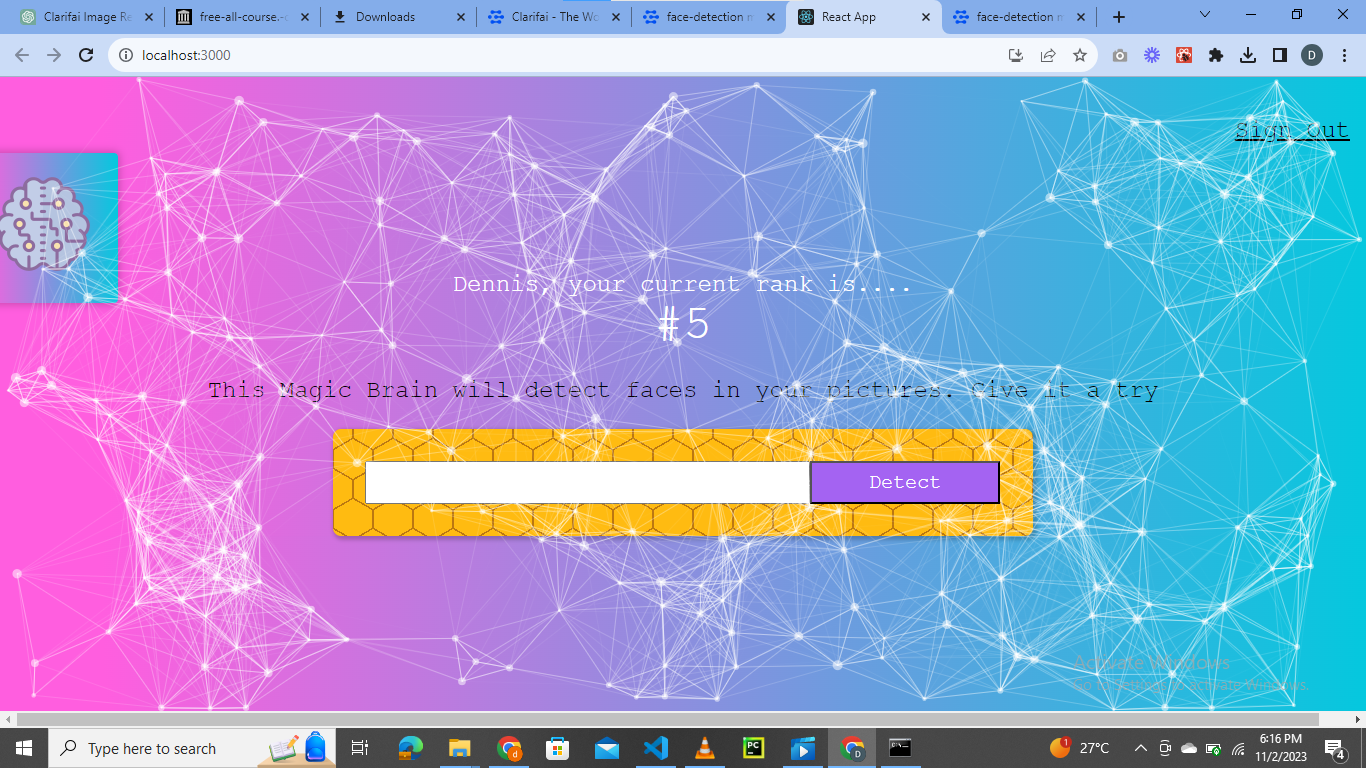 Clarifai Image Re
free-all-course.-c
Downloads
Clarifai - The Wo
face-detection m
React App
face-detection m
localhost:3000
D
Sign Out
Dennis, your current rank is....
#5
This Magic Brain will detect faces in your pictures. Give it a try
Detect
Activate Windows
Go to Settings to activate Windows.
Type here to search
d
PC
D
1
27°C
6:16 PM
11/2/2023
4